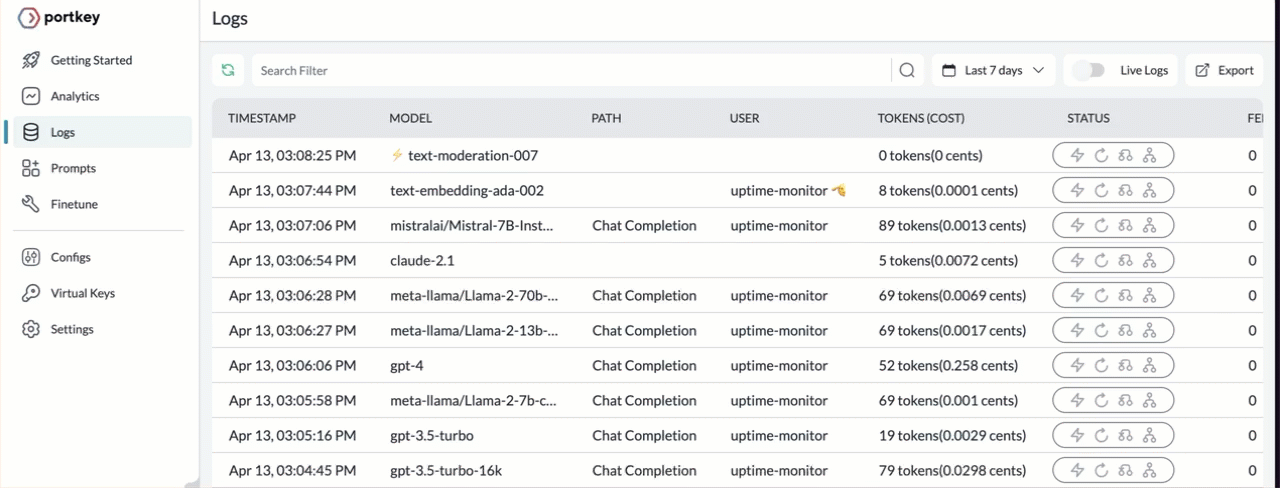 portkey
Getting Started
Analytics
Logs
Prompts
Finetune
Configs
Virtual Keys
Settings
Logs
Search Filter Last 7 days Live Logs Export
TIMESTAMP MODEL PATH USER TOKENS (COST) STATUS
Apr 13, 03:08:25 PM ⚡ text-moderation-007 0 tokens(0 cents) 0
Apr 13, 03:07:44 PM text-embedding-ada-002 uptime-monitor 8 tokens(0.0001 cents) 0
Apr 13, 03:07:06 PM mistralai/Mistral-7B-Inst... Chat Completion uptime-monitor 89 tokens(0.0013 cents) 0
Apr 13, 03:06:54 PM claude-2.1 5 tokens(0.0072 cents) 0
Apr 13, 03:06:28 PM meta-llama/Llama-2-70b-... Chat Completion uptime-monitor 69 tokens(0.0069 cents) 0
Apr 13, 03:06:27 PM meta-llama/Llama-2-13b-... Chat Completion uptime-monitor 69 tokens(0.0017 cents) 0
Apr 13, 03:06:06 PM gpt-4 Chat Completion uptime-monitor 52 tokens(0.258 cents) 0
Apr 13, 03:05:58 PM meta-llama/Llama-2-7b-c... Chat Completion uptime-monitor 69 tokens(0.001 cents) 0
Apr 13, 03:05:16 PM gpt-3.5-turbo Chat Completion uptime-monitor 19 tokens(0.0029 cents) 0
Apr 13, 03:04:45 PM gpt-3.5-turbo-16k Chat Completion uptime-monitor 79 tokens(0.0298 cents) 0